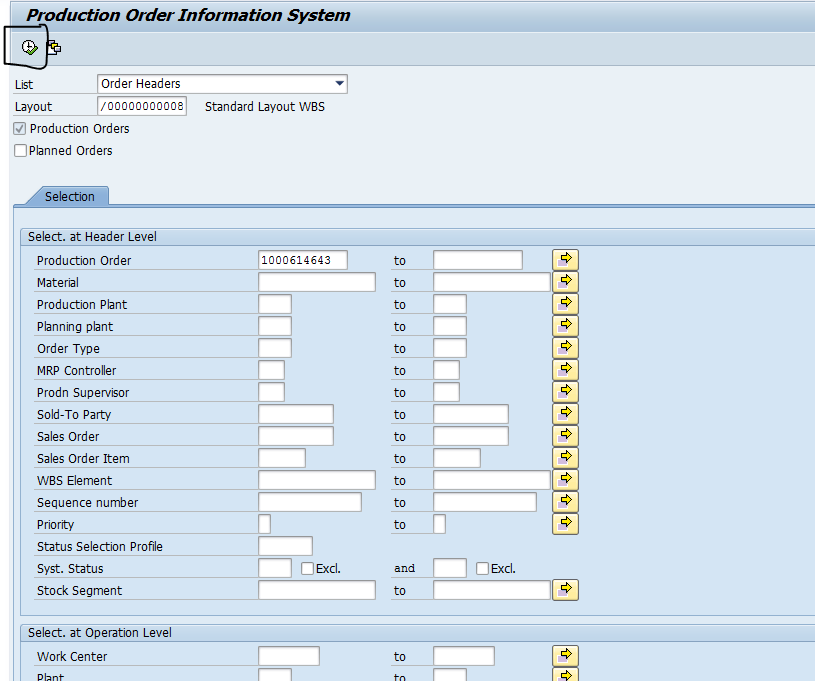 Production Order Information System
List Order Headers
Layout /00000000008 Standard Layout WBS
Production Orders
Planned Orders
Selection
Select. at Header Level
Production Order 1000614643 to
Material to
Production Plant to
Planning plant to
Order Type to
MRP Controller to
Prodn Supervisor to
Sold-To Party to
Sales Order to
Sales Order Item to
WBS Element to
Sequence number to
Priority to
Status Selection Profile
Syst. Status Excl. and Excl.
Stock Segment to
Select. at Operation Level
Work Center to
Plant to